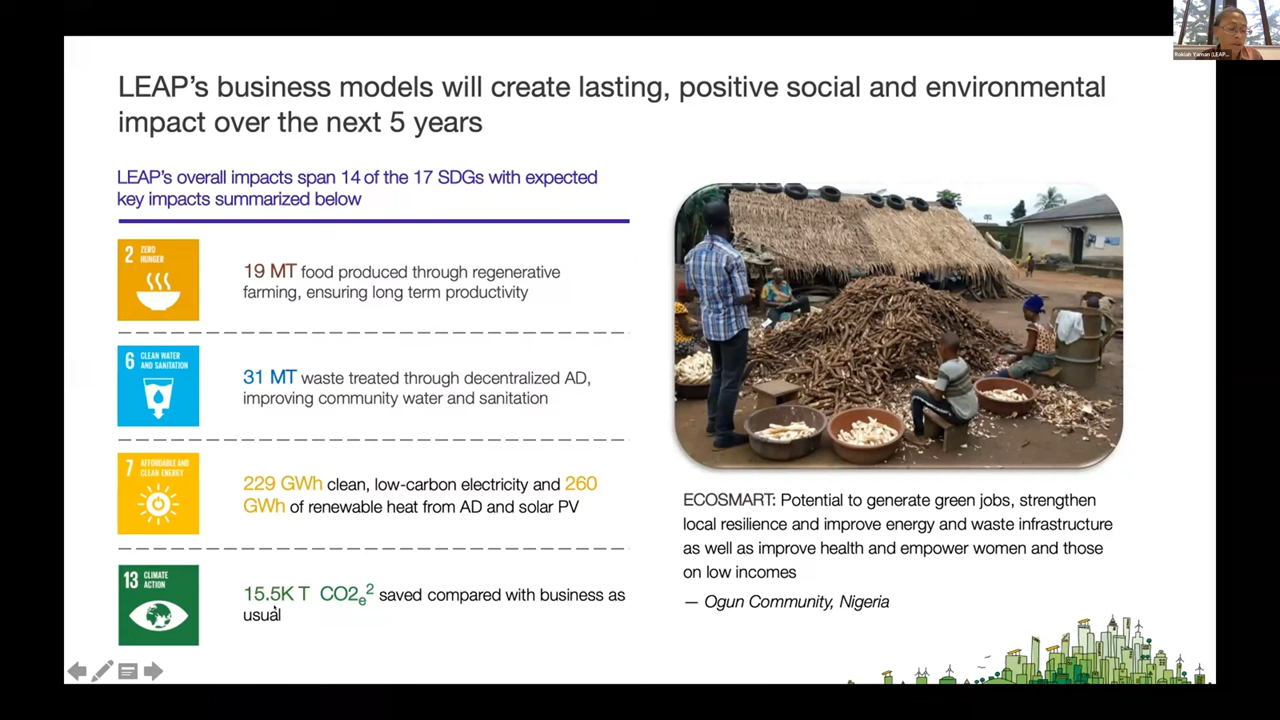 Rokiah Yaman (LEAP...
LEAP's business models will create lasting, positive social and environmental
impact over the next 5 years
LEAP's overall impacts span 14 of the 17 SDGs with expected
key impacts summarized below
2 ZERO
HUNGER
19 MT food produced through regenerative
farming, ensuring long term productivity
6 CLEAN WATER
AND SANITATION
31 MT waste treated through decentralized AD,
improving community water and sanitation
7 AFFORDABLE AND
CLEAN ENERGY
229 GWh clean, low-carbon electricity and 260
GWh of renewable heat from AD and solar PV
13 CLIMATE
ACTION
15.5K T CO2e2 saved compared with business as
usual
ECOSMART: Potential to generate green jobs, strengthen
local resilience and improve energy and waste infrastructure
as well as improve health and empower women and those
on low incomes
— Ogun Community, Nigeria